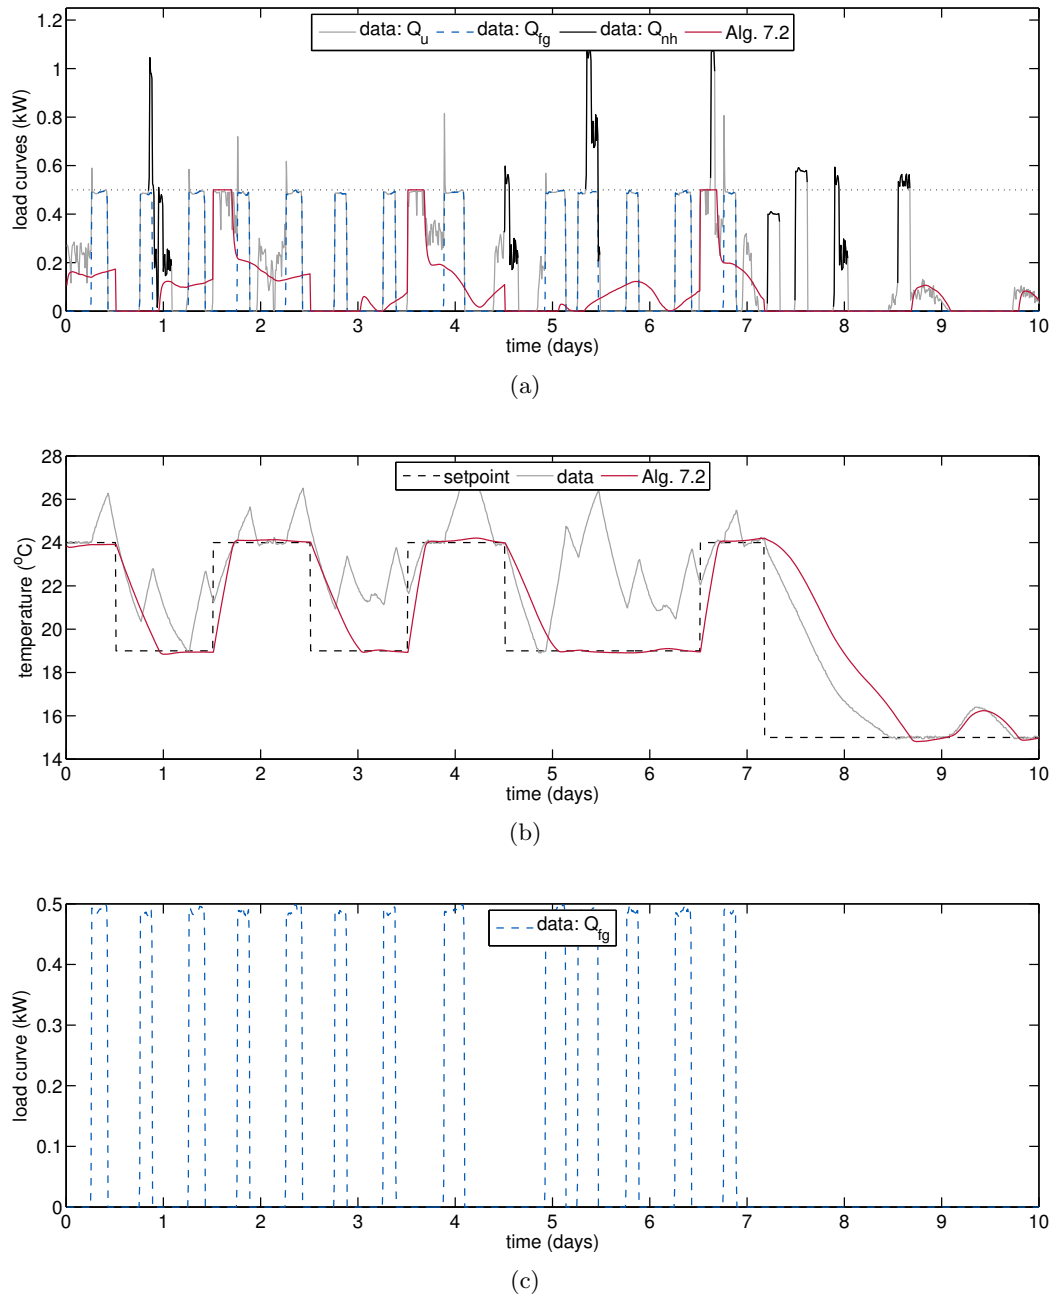 data: Q_u data: Q_fg data: Q_nh Alg. 7.2
load curves (kW)
1.2
1
0.8
0.6
0.4
0.2
0
0 1 2 3 4 5 6 7 8 9 10
time (days)
(a)
setpoint data Alg. 7.2
temperature (°C)
28
26
24
22
20
18
16
14
0 1 2 3 4 5 6 7 8 9 10
time (days)
(b)
data: Q_fg
load curve (kW)
0.5
0.4
0.3
0.2
0.1
0
0 1 2 3 4 5 6 7 8 9 10
time (days)
(c)